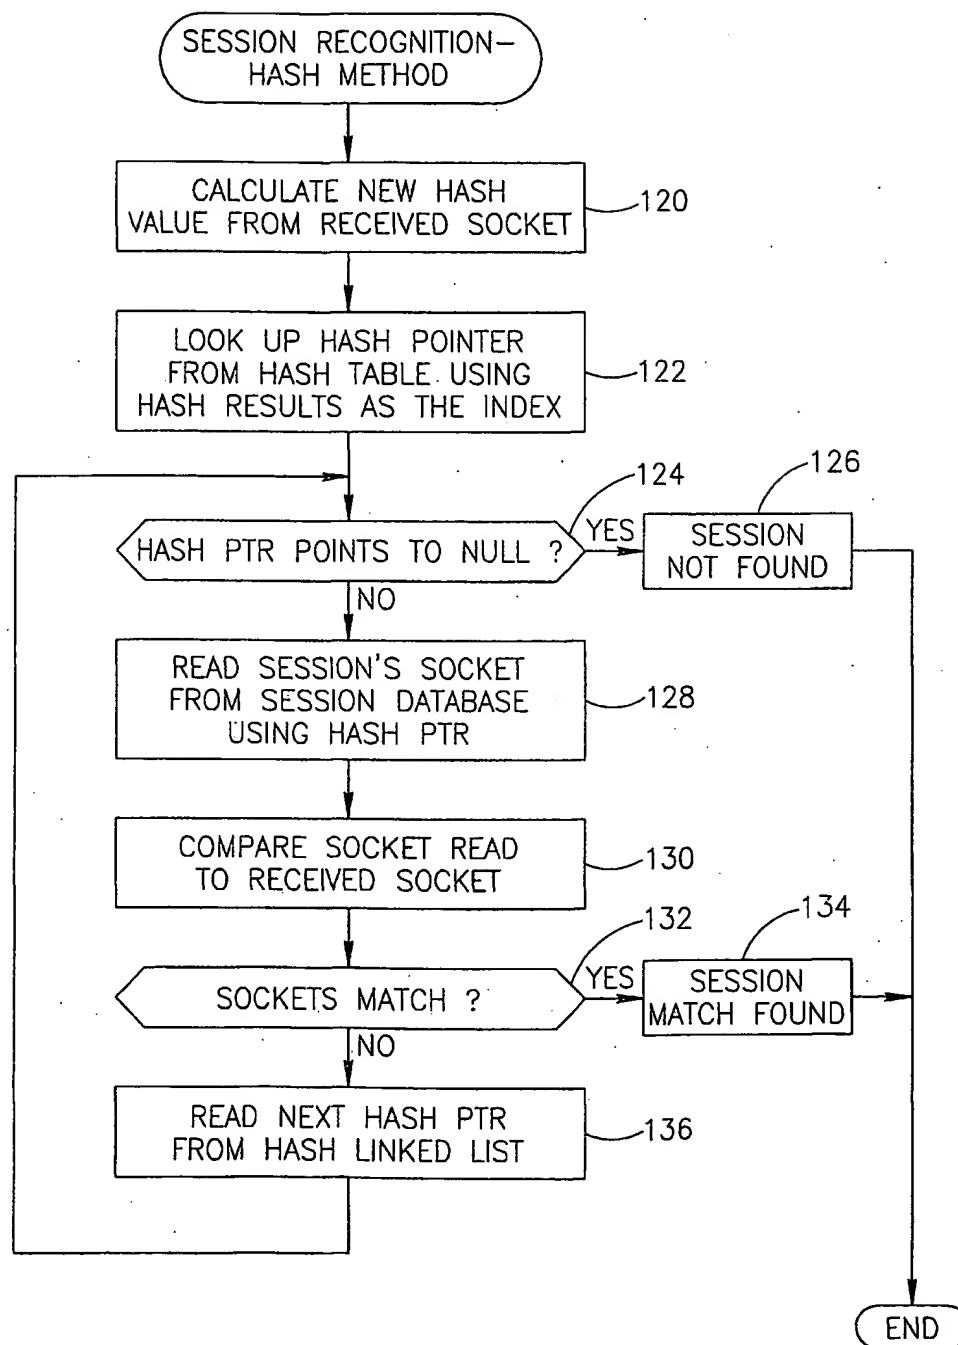 SESSION RECOGNITION–
HASH METHOD
CALCULATE NEW HASH
VALUE FROM RECEIVED SOCKET
120
LOOK UP HASH POINTER
FROM HASH TABLE USING
HASH RESULTS AS THE INDEX
122
124
126
HASH PTR POINTS TO NULL ?
YES
SESSION
NOT FOUND
NO
READ SESSION'S SOCKET
FROM SESSION DATABASE
USING HASH PTR
128
COMPARE SOCKET READ
TO RECEIVED SOCKET
130
132
134
SOCKETS MATCH ?
YES
SESSION
MATCH FOUND
NO
READ NEXT HASH PTR
FROM HASH LINKED LIST
136
END